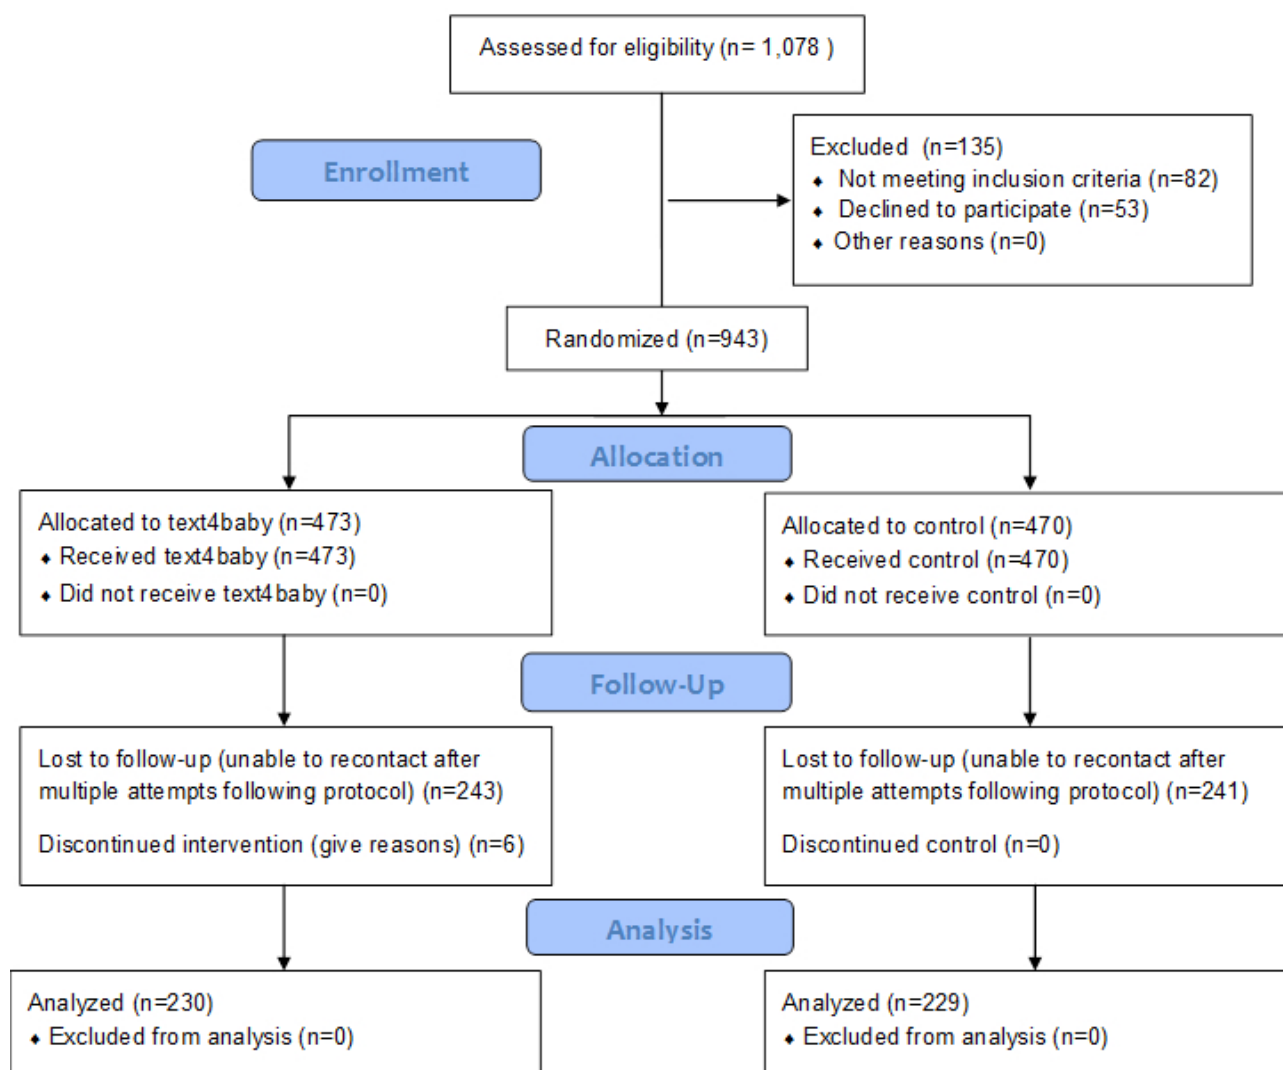 Assessed for eligibility (n= 1,078 )
Enrollment
Excluded (n=135)
⬧ Not meeting inclusion criteria (n=82)
⬧ Declined to participate (n=53)
⬧ Other reasons (n=0)
Randomized (n=943)
Allocation
Allocated to text4baby (n=473)
⬧ Received text4baby (n=473)
⬧ Did not receive text4baby (n=0)
Allocated to control (n=470)
⬧ Received control (n=470)
⬧ Did not receive control (n=0)
Follow-Up
Lost to follow-up (unable to recontact after
multiple attempts following protocol) (n=243)
Discontinued intervention (give reasons) (n=6)
Lost to follow-up (unable to recontact after
multiple attempts following protocol) (n=241)
Discontinued control (n=0)
Analysis
Analyzed (n=230)
⬧ Excluded from analysis (n=0)
Analyzed (n=229)
⬧ Excluded from analysis (n=0)